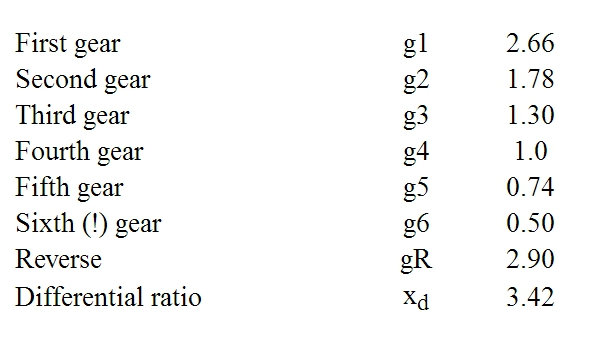 First gear g1 2.66
Second gear g2 1.78
Third gear g3 1.30
Fourth gear g4 1.0
Fifth gear g5 0.74
Sixth (!) gear g6 0.50
Reverse gR 2.90
Differential ratio xd 3.42